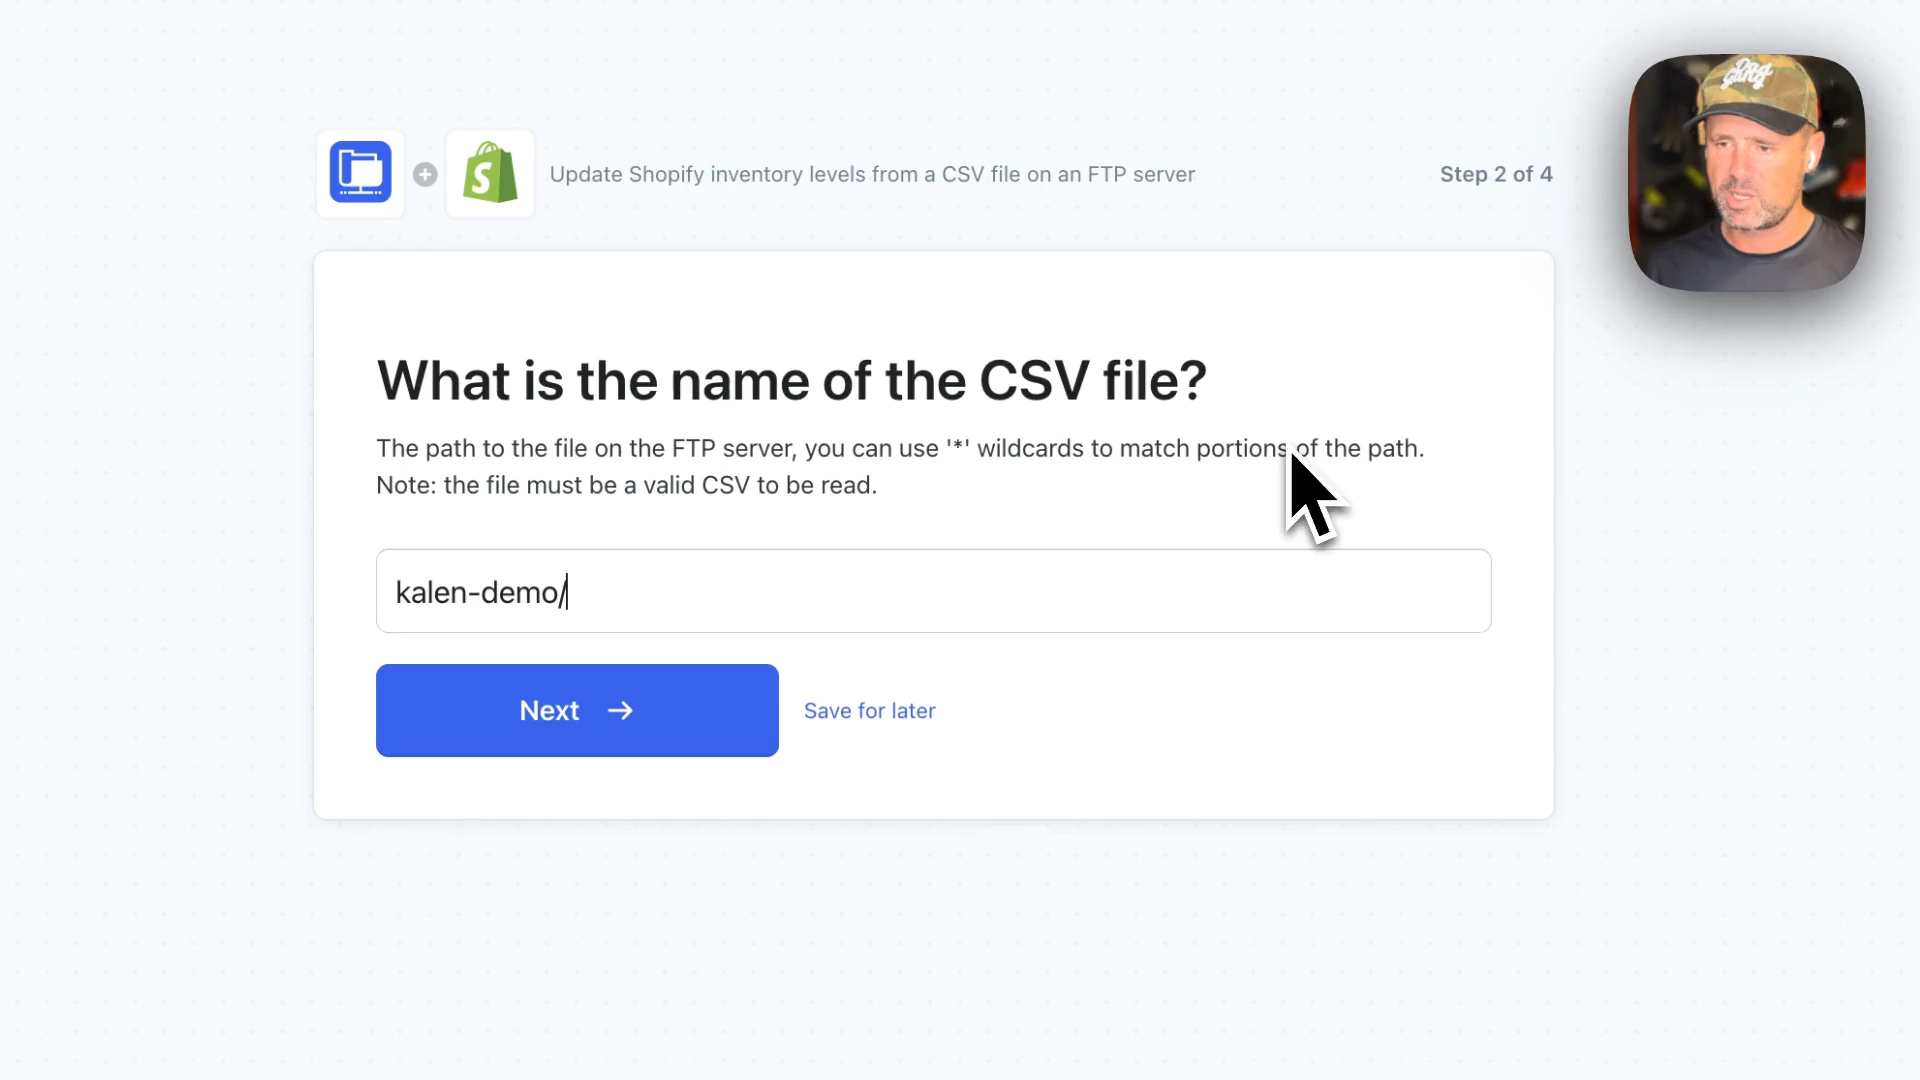 Dad
Gang
Update Shopify inventory levels from a CSV file on an FTP server
Step 2 of 4
What is the name of the CSV file?
The path to the file on the FTP server, you can use '*' wildcards to match portions of the path.
Note: the file must be a valid CSV to be read.
kalen-demo/
Next →
Save for later